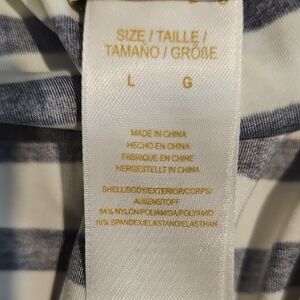 SIZE / TAILLE /
TAMAÑO / GRÖßE
L G
MADE IN CHINA
HECHO EN CHINA
FABRIQUE EN CHINE
HERGESTELLT IN CHINA
SHELL/BODY/EXTERIOR/CORPS/
AUßENSTOFF
84% NYLON/POLIAMIDA/POLYAMID
16% SPANDEX/ELASTANO/ELASTHAN